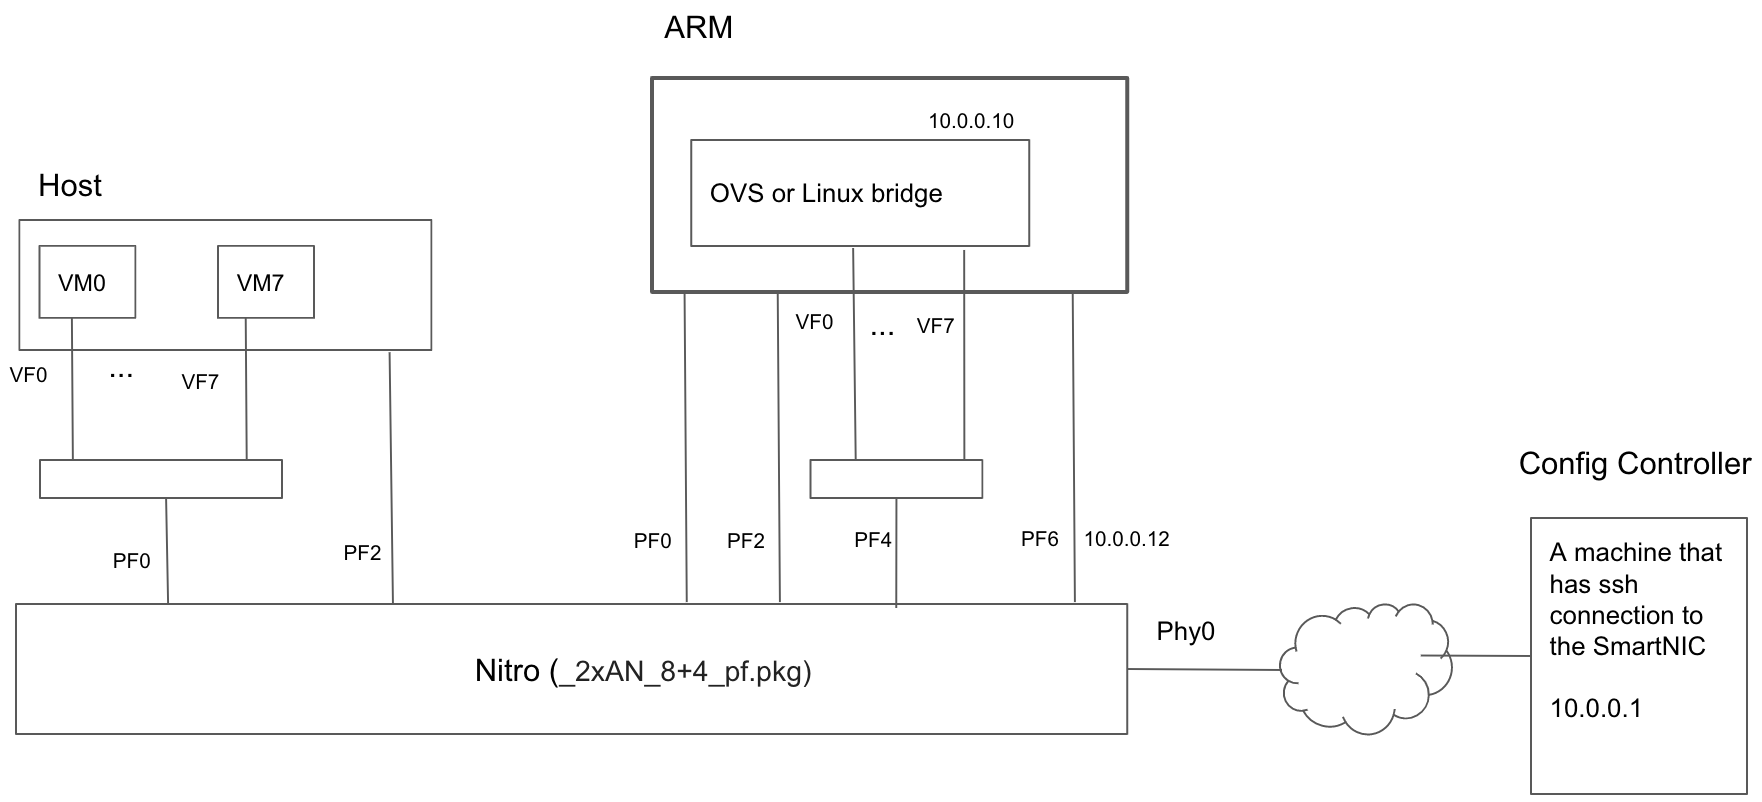 ARM
10.0.0.10
OVS or Linux bridge
Host
VM0
VM7
VF0
...
VF7
VF0
...
VF7
PF0
PF2
PF0
PF2
PF4
PF6
10.0.0.12
Config Controller
A machine that
has ssh
connection to
the SmartNIC
10.0.0.1
Phy0
Nitro (_2xAN_8+4_pf.pkg)